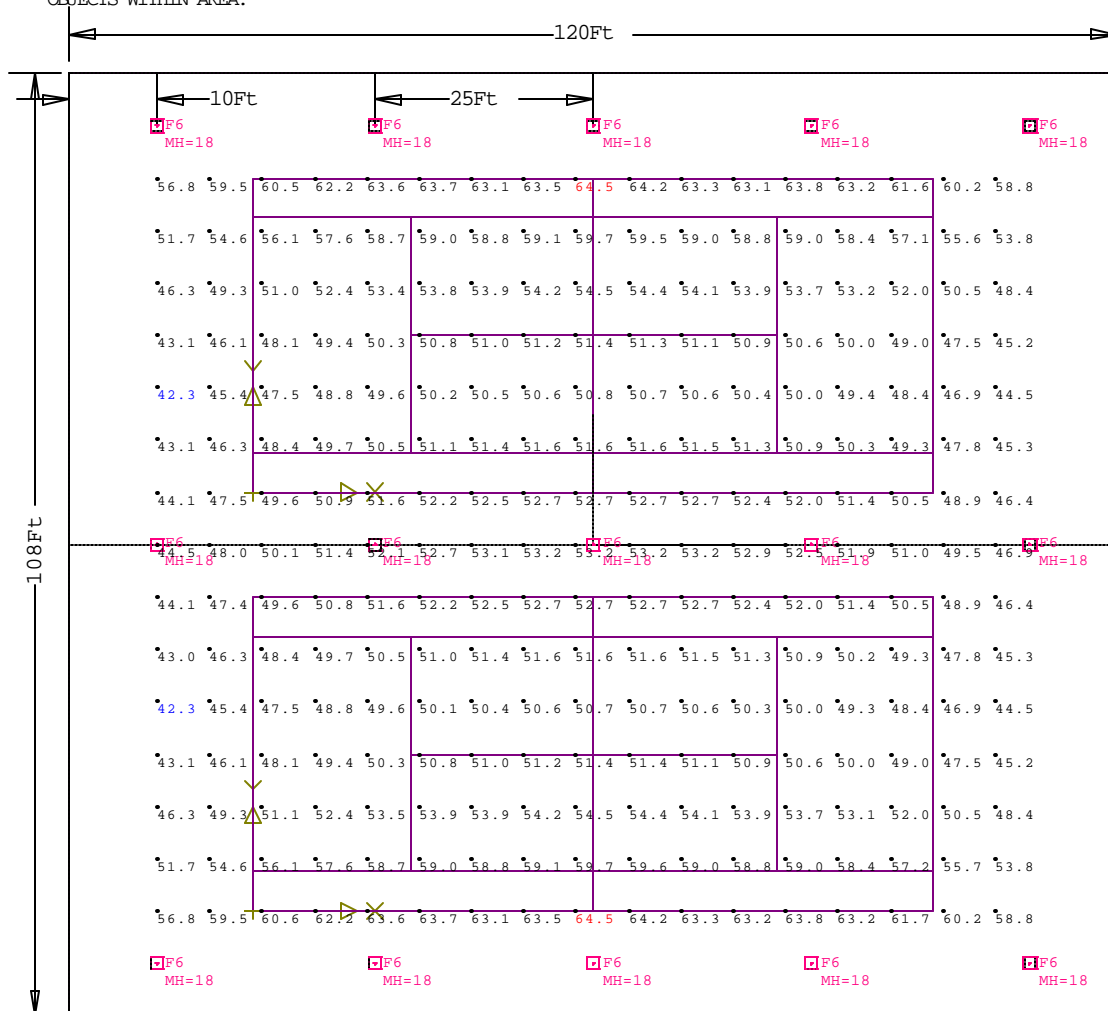 OBJECTS WITHIN AREA.
120Ft
10Ft 25Ft
F6 F6 F6 F6 F6
MH=18 MH=18 MH=18 MH=18 MH=18
56.8 59.5 60.5 62.2 63.6 63.7 63.1 63.5 64.5 64.2 63.3 63.1 63.8 63.2 61.6 60.2 58.8
51.7 54.6 56.1 57.6 58.7 59.0 58.8 59.1 59.7 59.5 59.0 58.8 59.0 58.4 57.1 55.6 53.8
46.3 49.3 51.0 52.4 53.4 53.8 53.9 54.2 54.5 54.4 54.1 53.9 53.7 53.2 52.0 50.5 48.4
43.1 46.1 48.1 49.4 50.3 50.8 51.0 51.2 51.4 51.3 51.1 50.9 50.6 50.0 49.0 47.5 45.2
42.3 45.4 47.5 48.8 49.6 50.2 50.5 50.6 50.8 50.7 50.6 50.4 50.0 49.4 48.4 46.9 44.5
43.1 46.3 48.4 49.7 50.5 51.1 51.4 51.6 51.6 51.6 51.5 51.3 50.9 50.3 49.3 47.8 45.3
44.1 47.5 49.6 50.9 51.6 52.2 52.5 52.7 52.7 52.7 52.7 52.4 52.0 51.4 50.5 48.9 46.4
108Ft
F6 F6 F6 F6 F6
44.5 48.0 50.1 51.4 52.1 52.7 53.1 53.2 53.2 53.2 53.2 52.9 52.5 51.9 51.0 49.5 46.9
MH=18 MH=18 MH=18 MH=18 MH=18
44.1 47.4 49.6 50.8 51.6 52.2 52.5 52.7 52.7 52.7 52.7 52.4 52.0 51.4 50.5 48.9 46.4
43.0 46.3 48.4 49.7 50.5 51.0 51.4 51.6 51.6 51.6 51.5 51.3 50.9 50.2 49.3 47.8 45.3
42.3 45.4 47.5 48.8 49.6 50.1 50.4 50.6 50.7 50.7 50.6 50.3 50.0 49.3 48.4 46.9 44.5
43.1 46.1 48.1 49.4 50.3 50.8 51.0 51.2 51.4 51.4 51.1 50.9 50.6 50.0 49.0 47.5 45.2
46.3 49.3 51.1 52.4 53.5 53.9 53.9 54.2 54.5 54.4 54.1 53.9 53.7 53.1 52.0 50.5 48.4
51.7 54.6 56.1 57.6 58.7 59.0 58.8 59.1 59.7 59.6 59.0 58.8 59.0 58.4 57.2 55.7 53.8
56.8 59.5 60.6 62.2 63.6 63.7 63.1 63.5 64.5 64.2 63.3 63.2 63.8 63.2 61.7 60.2 58.8
F6 F6 F6 F6 F6
MH=18 MH=18 MH=18 MH=18 MH=18